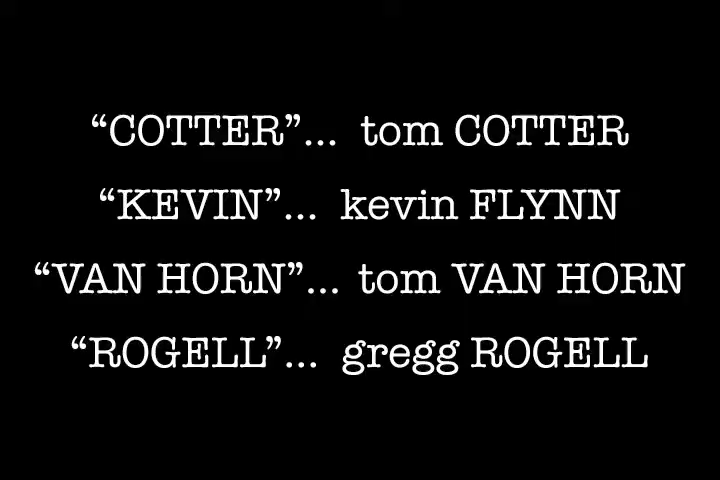 “COTTER”... tom COTTER
“KEVIN”... kevin FLYNN
“VAN HORN”... tom VAN HORN
“ROGELL”... gregg ROGELL